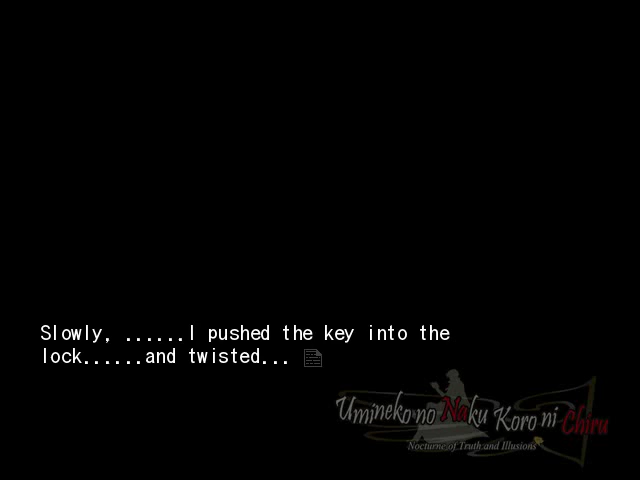 Slowly, ......I pushed the key into the
lock......and twisted...
Umineko no Naku Koro ni Chiru
Nocturne of Truth and Illusions